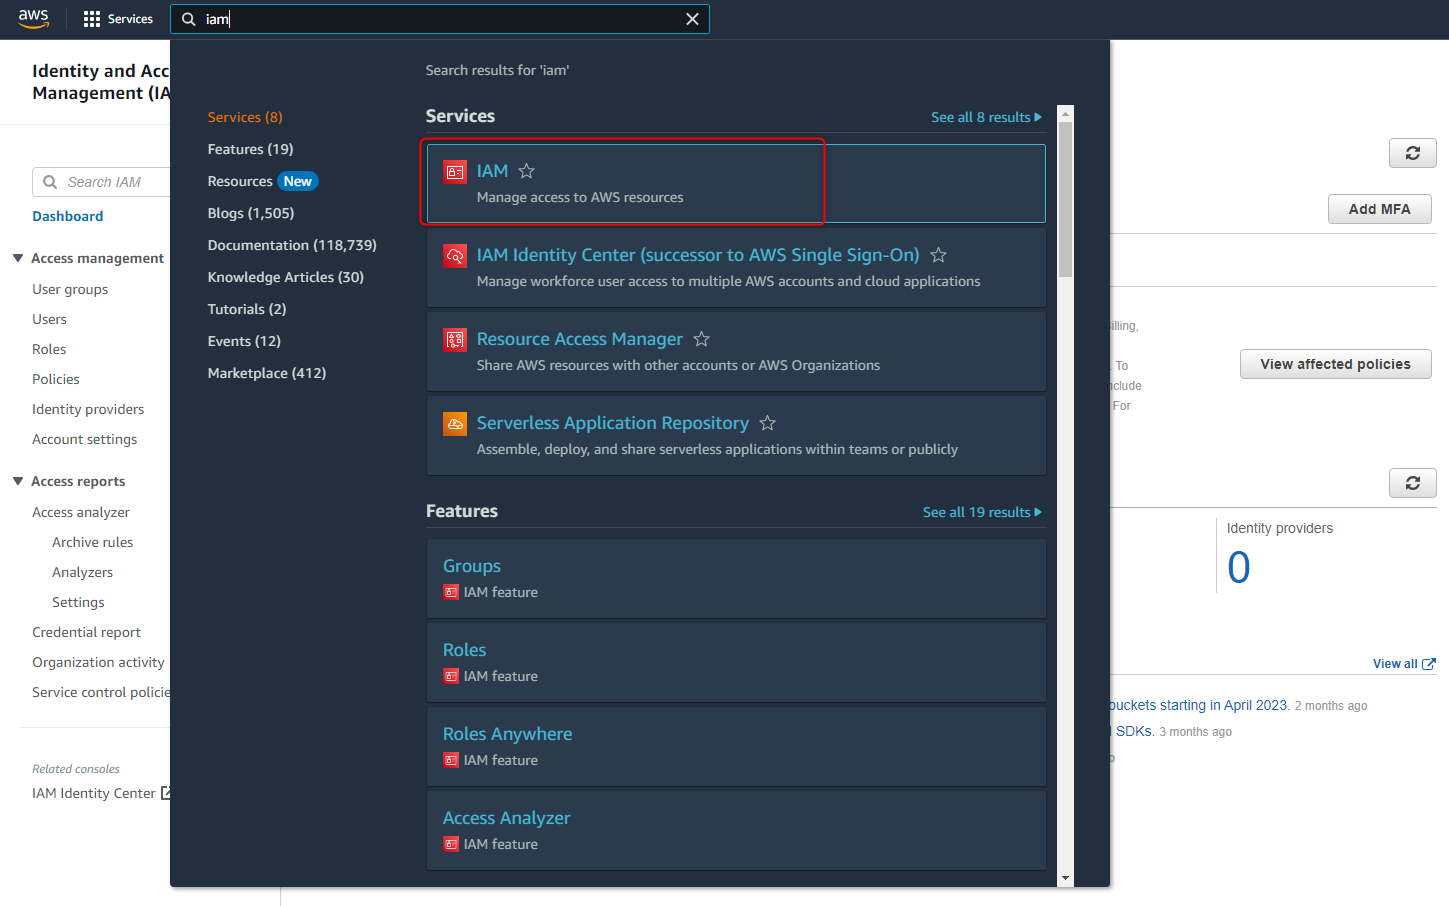 aws
Services
iam
Identity and Acc
Management (IA
Search IAM
Dashboard
Access management
User groups
Users
Roles
Policies
Identity providers
Account settings
Access reports
Access analyzer
Archive rules
Analyzers
Settings
Credential report
Organization activity
Service control policie
Related consoles
IAM Identity Center
Search results for 'iam'
Services (8)
Features (19)
Resources New
Blogs (1,505)
Documentation (118,739)
Knowledge Articles (30)
Tutorials (2)
Events (12)
Marketplace (412)
Services
See all 8 results
IAM
Manage access to AWS resources
IAM Identity Center (successor to AWS Single Sign-On)
Manage workforce user access to multiple AWS accounts and cloud applications
Resource Access Manager
Share AWS resources with other accounts or AWS Organizations
Serverless Application Repository
Assemble, deploy, and share serverless applications within teams or publicly
Features
See all 19 results
Groups
IAM feature
Roles
IAM feature
Roles Anywhere
IAM feature
Access Analyzer
IAM feature
Add MFA
illing,
. To
nclude
For
View affected policies
Identity providers
0
View all
buckets starting in April 2023. 2 months ago
SDKs. 3 months ago